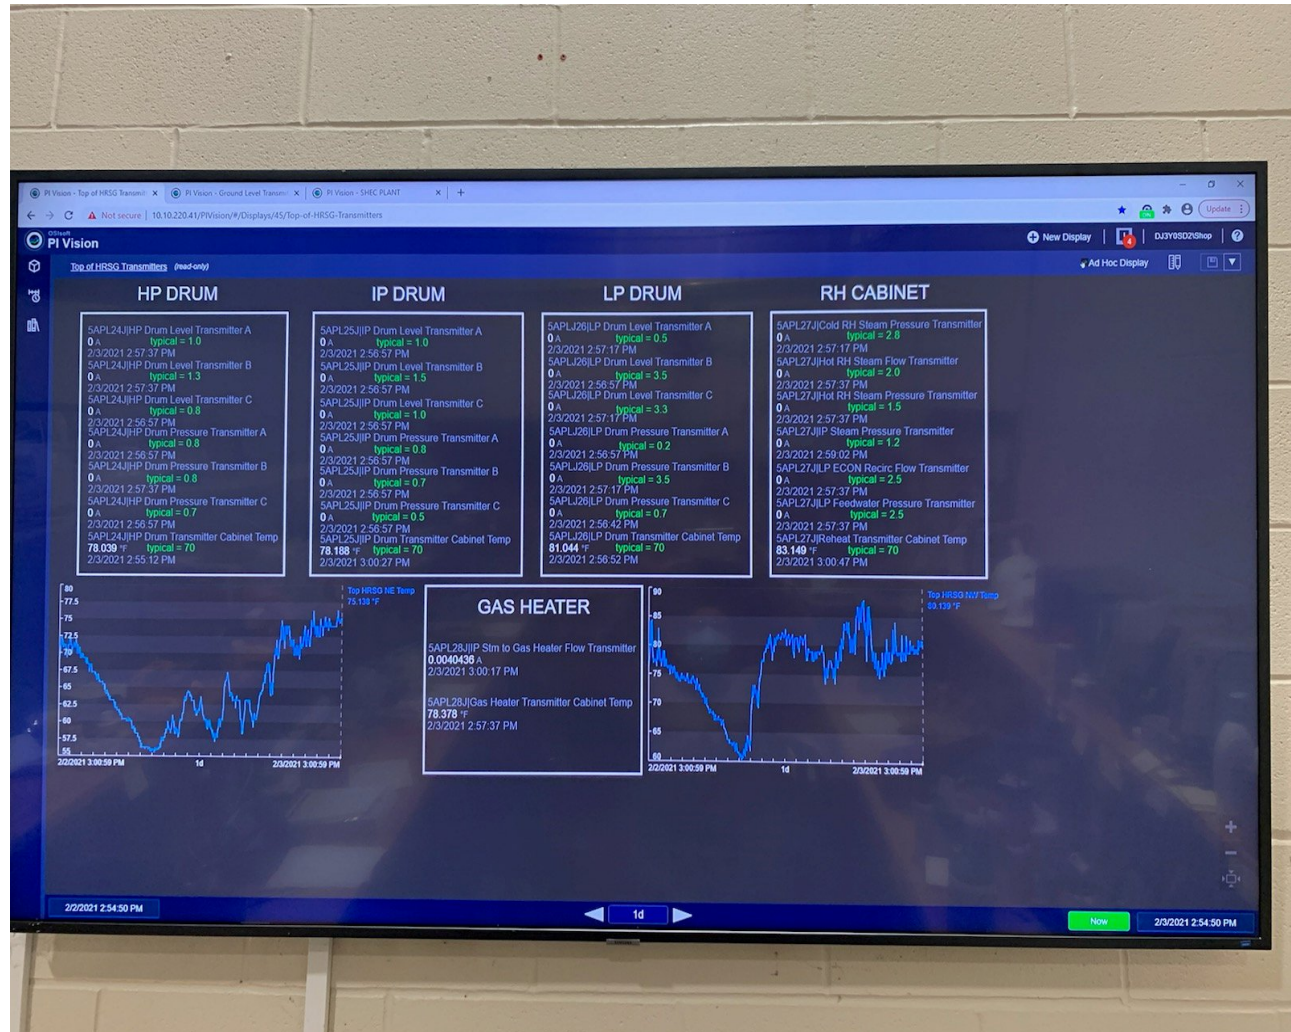 PI Vision - Top of HRSG Transmit
PI Vision - Ground Level Transmi
PI Vision - SHEC PLANT
Not secure | 10.10.220.41/PIVision/#/Displays/45/Top-of-HRSG-Transmitters
Update
OSIsoft
PI Vision
New Display
4
DJ3Y0SD2\Shop
?
Top of HRSG Transmitters (read-only)
Ad Hoc Display
HP DRUM
5APL24J|HP Drum Level Transmitter A
0 A typical = 1.0
2/3/2021 2:57:37 PM
5APL24J|HP Drum Level Transmitter B
0 A typical = 1.3
2/3/2021 2:57:37 PM
5APL24J|HP Drum Level Transmitter C
0 A typical = 0.8
2/3/2021 2:56:57 PM
5APL24J|HP Drum Pressure Transmitter A
0 A typical = 0.8
2/3/2021 2:56:57 PM
5APL24J|HP Drum Pressure Transmitter B
0 A typical = 0.8
2/3/2021 2:57:37 PM
5APL24J|HP Drum Pressure Transmitter C
0 A typical = 0.7
2/3/2021 2:56:57 PM
5APL24J|HP Drum Transmitter Cabinet Temp
78.039 °F typical = 70
2/3/2021 2:55:12 PM
IP DRUM
5APL25J|IP Drum Level Transmitter A
0 A typical = 1.0
2/3/2021 2:56:57 PM
5APL25J|IP Drum Level Transmitter B
0 A typical = 1.5
2/3/2021 2:56:57 PM
5APL25J|IP Drum Level Transmitter C
0 A typical = 1.0
2/3/2021 2:56:57 PM
5APL25J|IP Drum Pressure Transmitter A
0 A typical = 0.8
2/3/2021 2:56:57 PM
5APL25J|IP Drum Pressure Transmitter B
0 A typical = 0.7
2/3/2021 2:56:57 PM
5APL25J|IP Drum Pressure Transmitter C
0 A typical = 0.5
2/3/2021 2:56:57 PM
5APL25J|IP Drum Transmitter Cabinet Temp
78.188 °F typical = 70
2/3/2021 3:00:27 PM
LP DRUM
5APLJ26|LP Drum Level Transmitter A
0 A typical = 0.5
2/3/2021 2:57:17 PM
5APLJ26|LP Drum Level Transmitter B
0 A typical = 3.5
2/3/2021 2:56:57 PM
5APLJ26|LP Drum Level Transmitter C
0 A typical = 3.3
2/3/2021 2:57:17 PM
5APLJ26|LP Drum Pressure Transmitter A
0 A typical = 0.2
2/3/2021 2:56:57 PM
5APLJ26|LP Drum Pressure Transmitter B
0 A typical = 3.5
2/3/2021 2:57:17 PM
5APLJ26|LP Drum Pressure Transmitter C
0 A typical = 0.7
2/3/2021 2:56:42 PM
5APLJ26|LP Drum Transmitter Cabinet Temp
81.044 °F typical = 70
2/3/2021 2:56:52 PM
RH CABINET
5APL27J|Cold RH Steam Pressure Transmitter
0 A typical = 2.8
2/3/2021 2:57:17 PM
5APL27J|Hot RH Steam Flow Transmitter
0 A typical = 2.0
2/3/2021 2:57:37 PM
5APL27J|Hot RH Steam Pressure Transmitter
0 A typical = 1.5
2/3/2021 2:57:37 PM
5APL27J|IP Steam Pressure Transmitter
0 A typical = 1.2
2/3/2021 2:59:02 PM
5APL27J|LP ECON Recirc Flow Transmitter
0 A typical = 2.5
2/3/2021 2:57:37 PM
5APL27J|LP Feedwater Pressure Transmitter
0 A typical = 2.5
2/3/2021 2:57:37 PM
5APL27J|Reheat Transmitter Cabinet Temp
83.149 °F typical = 70
2/3/2021 3:00:47 PM
80
77.5
75
72.5
70
67.5
65
62.5
60
57.5
55
Top HRSG NE Temp
75.138 °F
2/2/2021 3:00:59 PM 1d 2/3/2021 3:00:59 PM
GAS HEATER
5APL28J|IP Stm to Gas Heater Flow Transmitter
0.0040436 A
2/3/2021 3:00:17 PM
5APL28J|Gas Heater Transmitter Cabinet Temp
78.378 °F
2/3/2021 2:57:37 PM
90
85
80
75
70
65
60
Top HRSG NW Temp
80.139 °F
2/2/2021 3:00:59 PM 1d 2/3/2021 3:00:59 PM
2/2/2021 2:54:50 PM
1d
Now
2/3/2021 2:54:50 PM